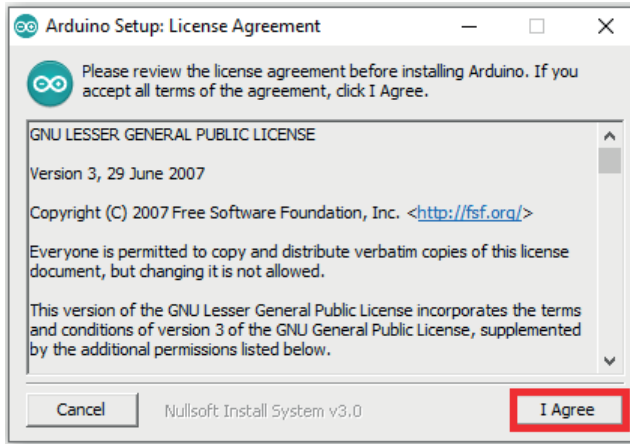 Arduino Setup: License Agreement
Please review the license agreement before installing Arduino. If you
accept all terms of the agreement, click I Agree.
GNU LESSER GENERAL PUBLIC LICENSE
Version 3, 29 June 2007
Copyright (C) 2007 Free Software Foundation, Inc. <http://fsf.org/>
Everyone is permitted to copy and distribute verbatim copies of this license
document, but changing it is not allowed.
This version of the GNU Lesser General Public License incorporates the terms
and conditions of version 3 of the GNU General Public License, supplemented
by the additional permissions listed below.
Cancel
Nullsoft Install System v3.0
I Agree